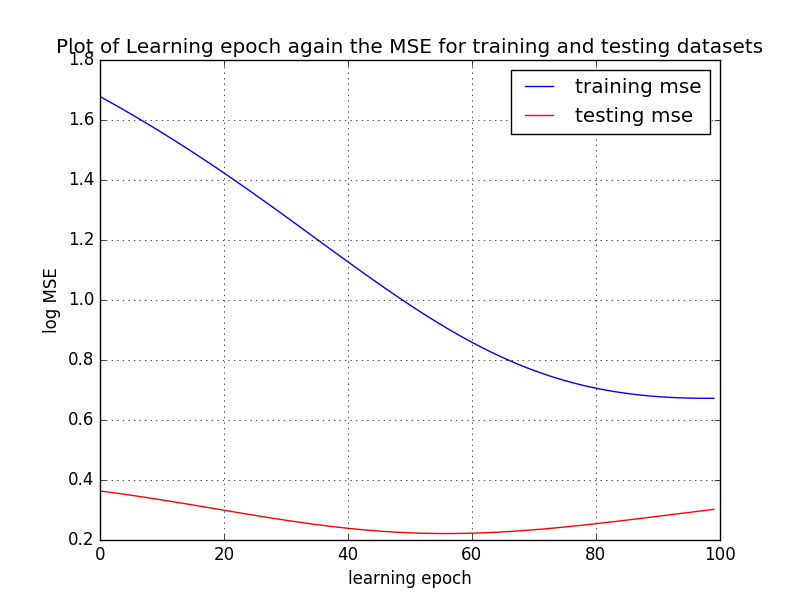 Plot of Learning epoch again the MSE for training and testing datasets
1.8
1.6
1.4
1.2
1.0
0.8
0.6
0.4
0.2
log MSE
training mse
testing mse
0 20 40 60 80 100
learning epoch